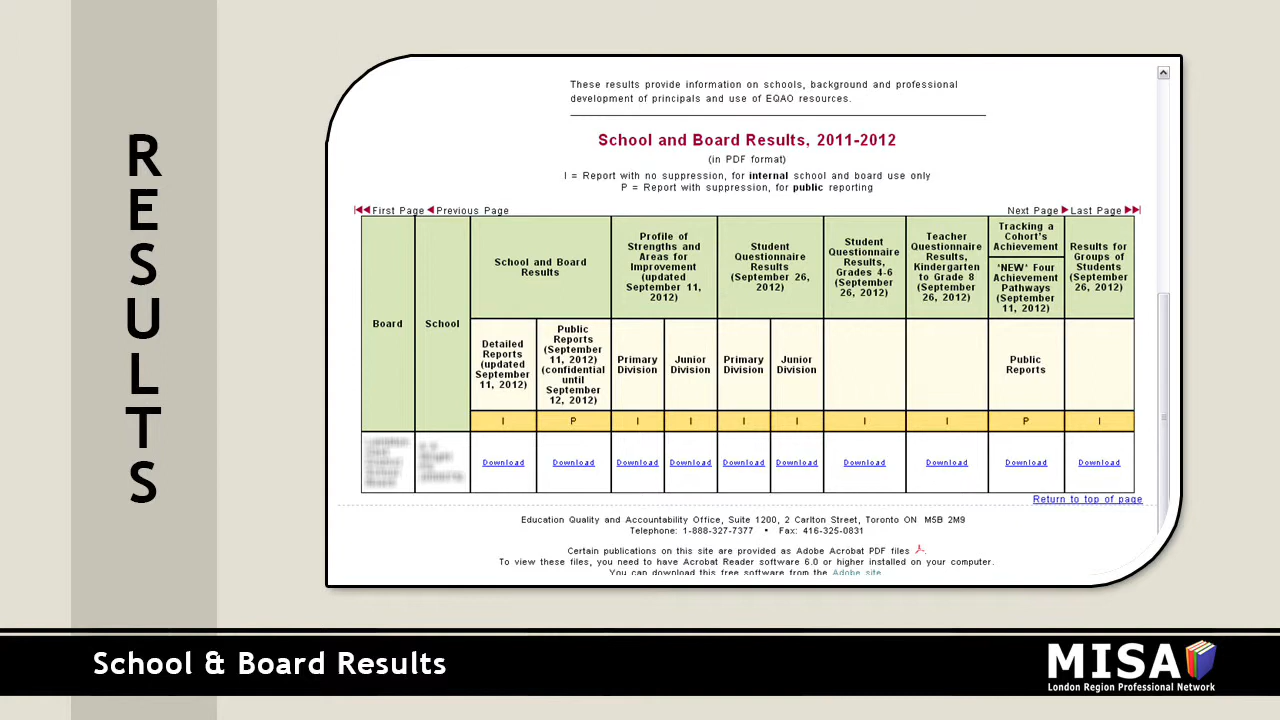 RESULTS
These results provide information on schools, background and professional
development of principals and use of EQAO resources.
School and Board Results, 2011-2012
(in PDF format)
I = Report with no suppression, for internal school and board use only
P = Report with suppression, for public reporting
First Page Previous Page
Next Page Last Page
Board
School
School and Board
Results
Profile of
Strengths and
Areas for
Improvement
(updated
September 11,
2012)
Student
Questionnaire
Results
(September 26,
2012)
Student
Questionnaire
Results,
Grades 4-6
(September
26, 2012)
Teacher
Questionnaire
Results,
Kindergarten
to Grade 8
(September
26, 2012)
Tracking a
Cohort's
Achievement
*NEW* Four
Achievement
Pathways
(September
11, 2012)
Results for
Groups of
Students
(September
26, 2012)
Detailed
Reports
(updated
September
11, 2012)
Public
Reports
(September
11, 2012)
(confidential
until
September
12, 2012)
Primary
Division
Junior
Division
Primary
Division
Junior
Division
Public
Reports
I P I I I I I I P I
Download Download Download Download Download Download Download Download Download Download
Return to top of page
Education Quality and Accountability Office, Suite 1200, 2 Carlton Street, Toronto ON M5B 2M9
Telephone: 1-888-327-7377 • Fax: 416-325-0831
Certain publications on this site are provided as Adobe Acrobat PDF files .
To view these files, you need to have Acrobat Reader software 6.0 or higher installed on your computer.
You can download this free software from the Adobe site
School & Board Results
MISA
London Region Professional Network